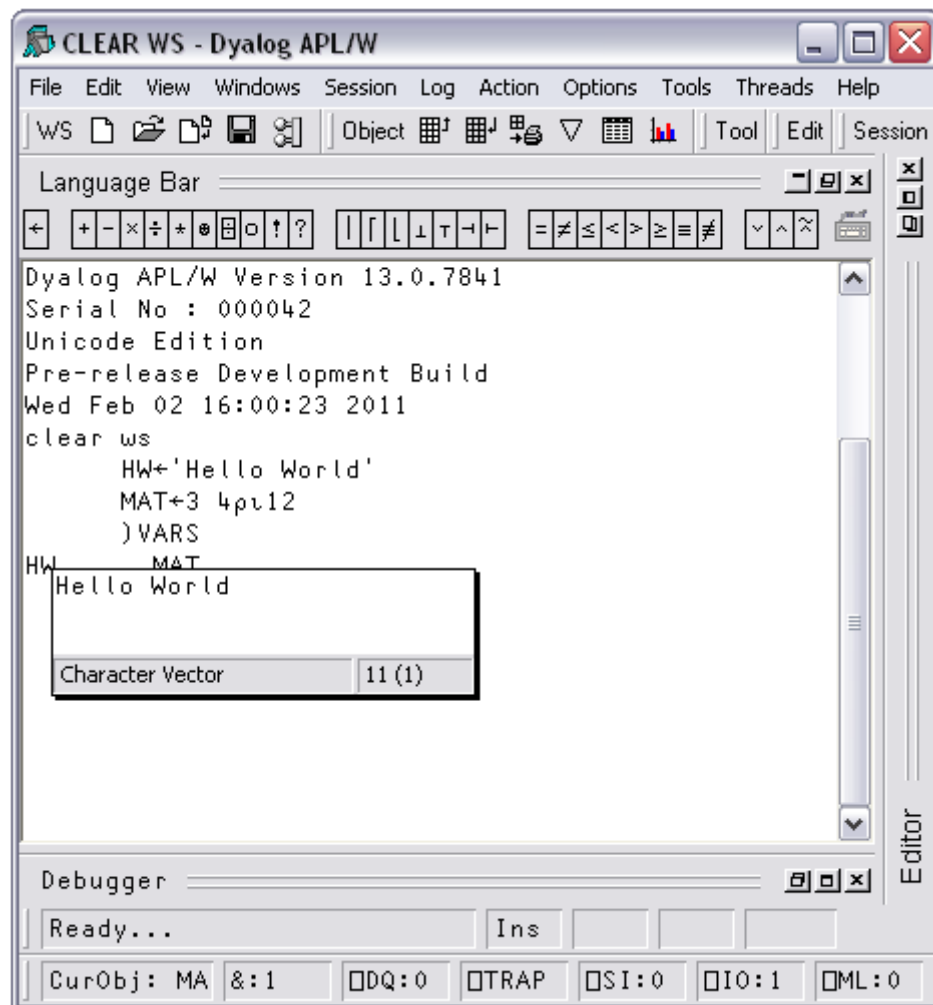 CLEAR WS - Dyalog APL/W
File Edit View Windows Session Log Action Options Tools Threads Help
WS Object Tool Edit Session
Language Bar
← + - × ÷ * ⍟ ⌹ ○ ! ? | ⌈ ⌊ ⊥ ⊤ ⊣ ⊢ = ≠ ≤ < > ≥ ≡ ≢ ∨ ∧ ⍲
Dyalog APL/W Version 13.0.7841
Serial No : 000042
Unicode Edition
Pre-release Development Build
Wed Feb 02 16:00:23 2011
clear ws
HW←'Hello World'
MAT←3 4⍴⍳12
)VARS
HW MAT
Hello World
Character Vector 11 (1)
Editor
Debugger
Ready... Ins
CurObj: MA &:1 ⎕DQ:0 ⎕TRAP ⎕SI:0 ⎕IO:1 ⎕ML:0